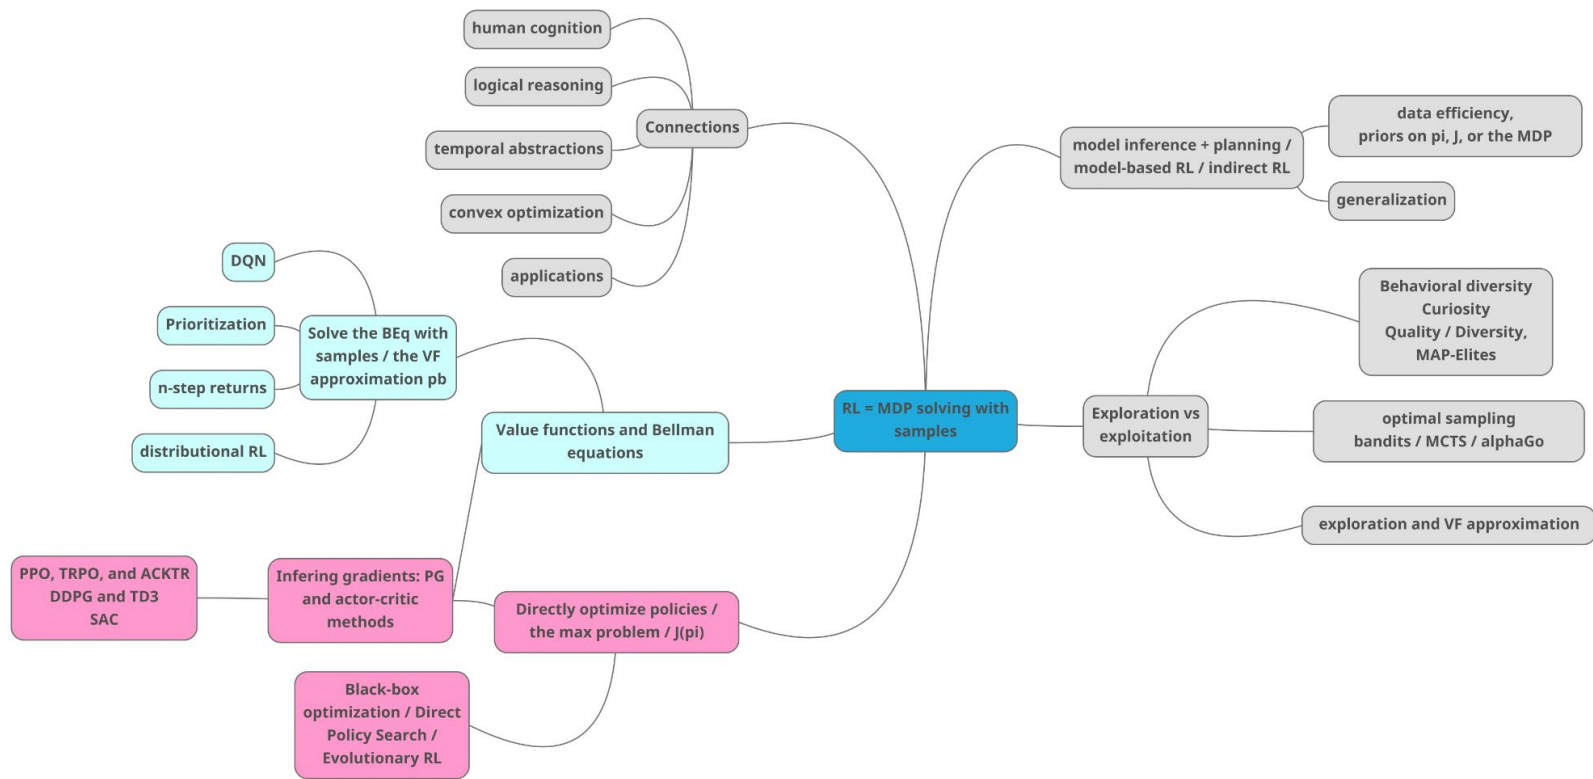 human cognition
logical reasoning
Connections
temporal abstractions
convex optimization
applications
DQN
Prioritization
Solve the BEq with
samples / the VF
approximation pb
n-step returns
distributional RL
Value functions and Bellman
equations
PPO, TRPO, and ACKTR
DDPG and TD3
SAC
Infering gradients: PG
and actor-critic
methods
Directly optimize policies /
the max problem / J(pi)
Black-box
optimization / Direct
Policy Search /
Evolutionary RL
RL = MDP solving with
samples
model inference + planning /
model-based RL / indirect RL
data efficiency,
priors on pi, J, or the MDP
generalization
Exploration vs
exploitation
Behavioral diversity
Curiosity
Quality / Diversity,
MAP-Elites
optimal sampling
bandits / MCTS / alphaGo
exploration and VF approximation